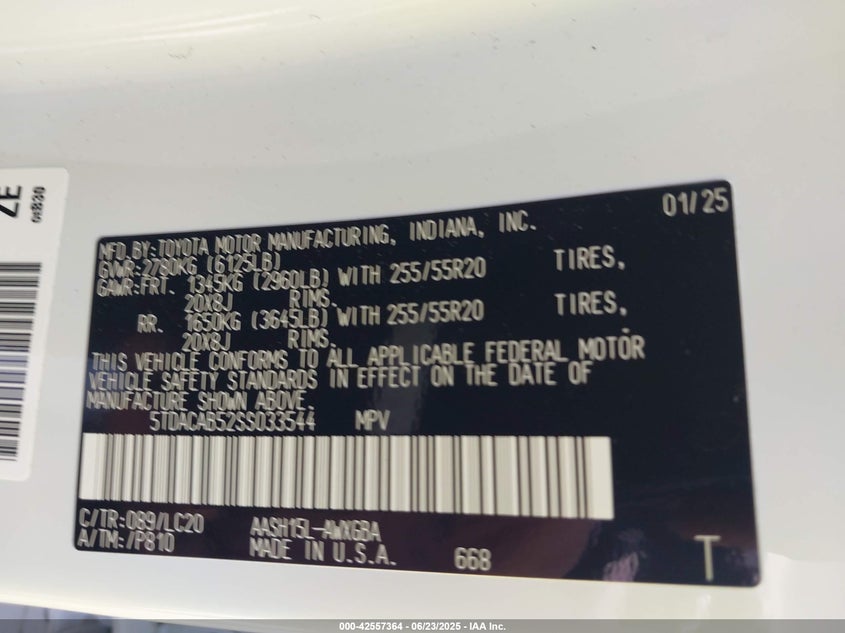 ZE
MFD.BY:TOYOTA MOTOR MANUFACTURING, INDIANA, INC. 01/25
GVWR:2780KG (6125LB)
GAWR:FRT. 1345KG (2960LB) WITH 255/55R20 TIRES,
20X8J RIMS.
RR. 1650KG (3645LB) WITH 255/55R20 TIRES,
20X8J RIMS.
THIS VEHICLE CONFORMS TO ALL APPLICABLE FEDERAL MOTOR
VEHICLE SAFETY STANDARDS IN EFFECT ON THE DATE OF
MANUFACTURE SHOWN ABOVE.
5TDACAB52SS033544 MPV
C/TR:089/LC20 AASH15L-AWXGBA
A/TM:/P810 MADE IN U.S.A. 668 T
000-42557364 - 06/23/2025 - IAA Inc.